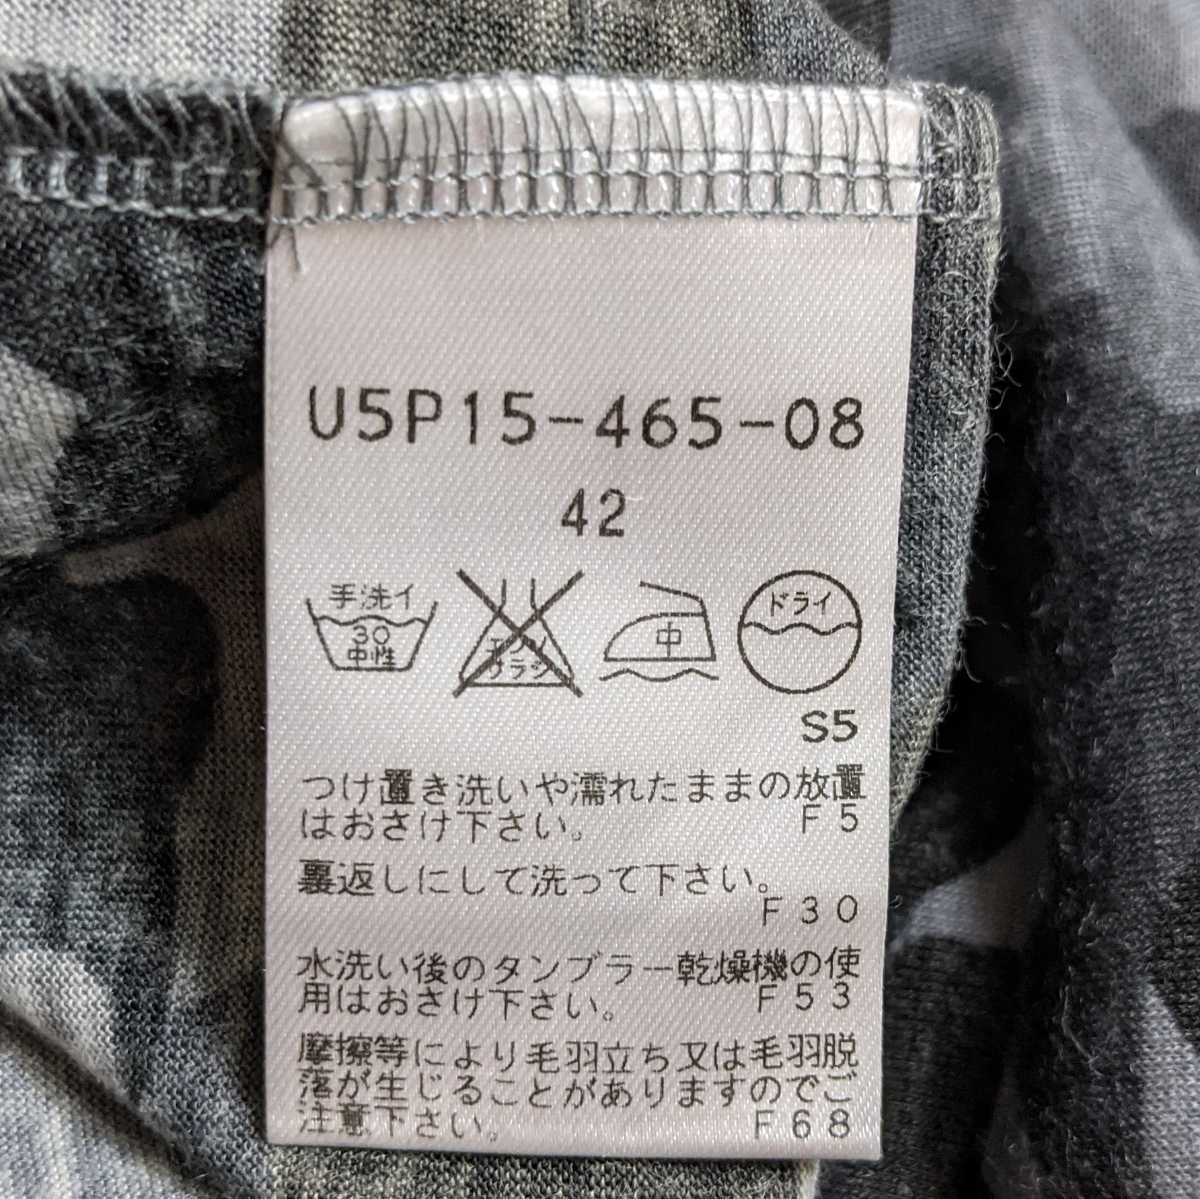 U5P15-465-08
42
手洗イ
30
中性
エンソ
サラシ
中
ドライ
S5
つけ置き洗いや濡れたままの放置
はおさけ下さい。
F5
裏返しにして洗って下さい。
F30
水洗い後のタンブラー乾燥機の使
用はおさけ下さい。
F53
摩擦等により毛羽立ち又は毛羽脱
落が生じることがありますのでご
注意下さい。
F68